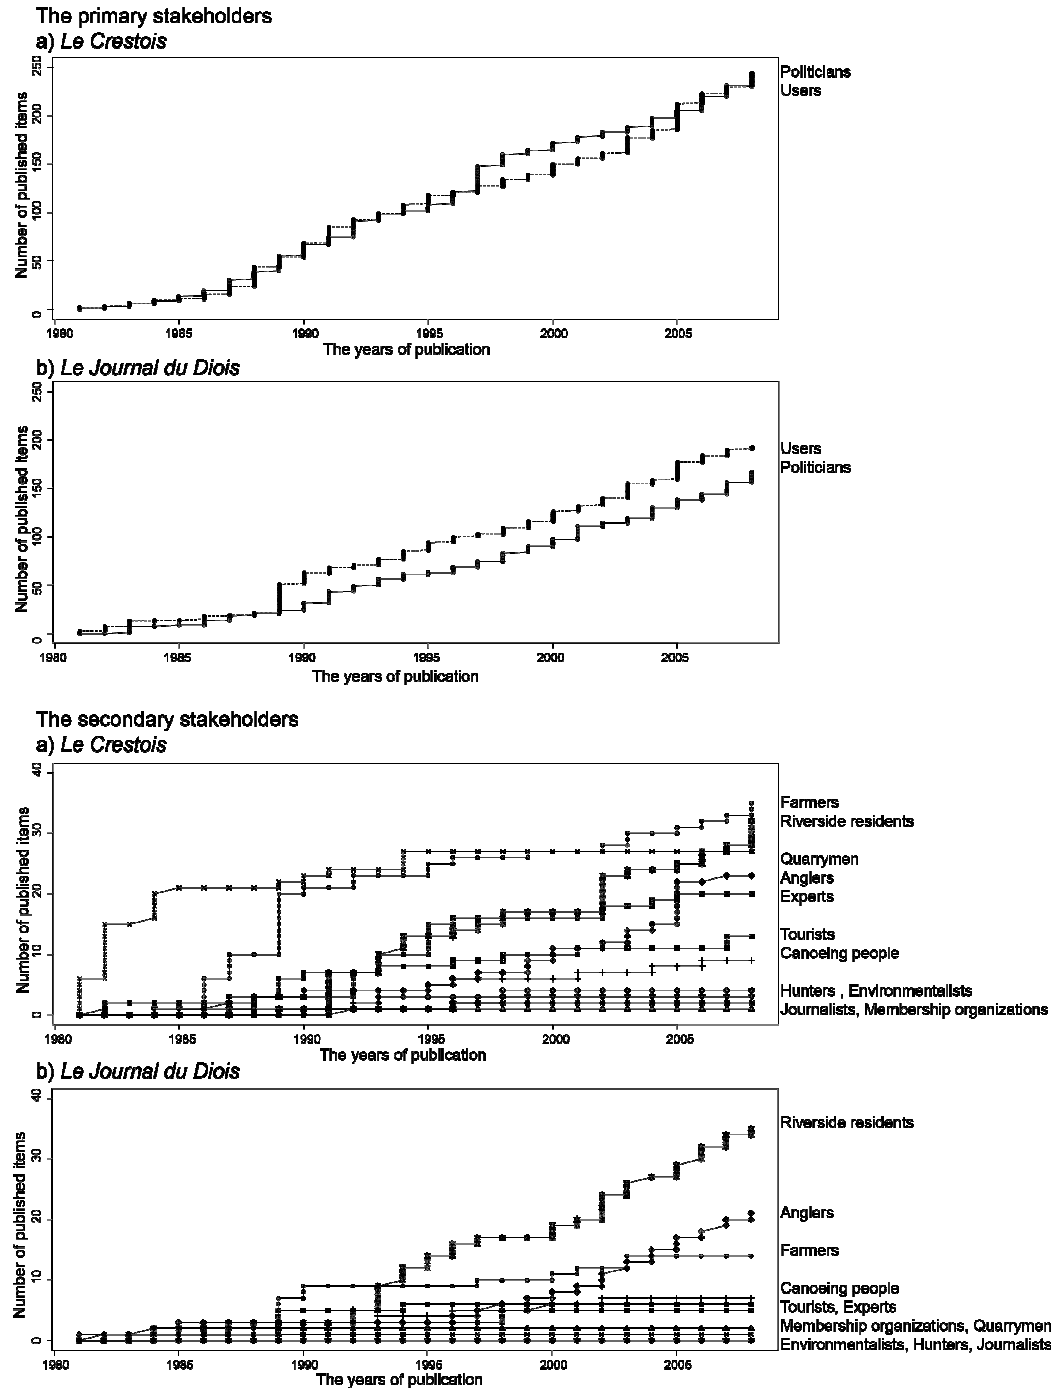 The primary stakeholders
a) Le Crestois
250
200
150
100
50
0
Number of published items
Politicians
Users
1980 1985 1990 1995 2000 2005
The years of publication
b) Le Journal du Diois
250
200
150
100
50
0
Number of published items
Users
Politicians
1980 1985 1990 1995 2000 2005
The years of publication
The secondary stakeholders
a) Le Crestois
40
30
20
10
0
Number of published items
Farmers
Riverside residents
Quarrymen
Anglers
Experts
Tourists
Canoeing people
Hunters , Environmentalists
Journalists, Membership organizations
1980 1985 1990 1995 2000 2005
The years of publication
b) Le Journal du Diois
40
30
20
10
0
Number of published items
Riverside residents
Anglers
Farmers
Canoeing people
Tourists, Experts
Membership organizations, Quarrymen
Environmentalists, Hunters, Journalists
1980 1985 1990 1995 2000 2005
The years of publication